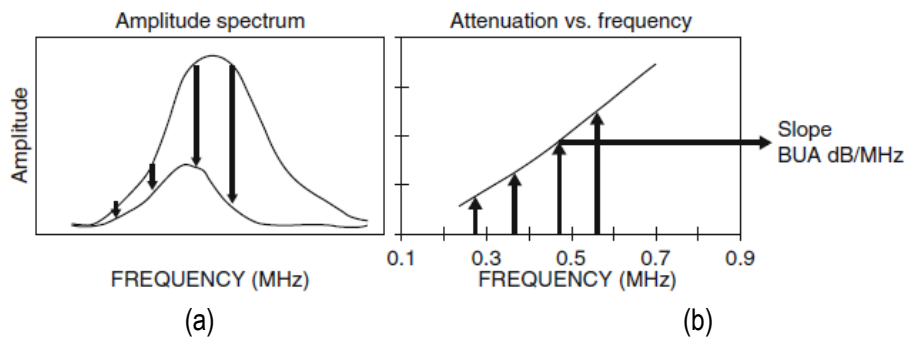 Amplitude spectrum
Amplitude
FREQUENCY (MHz)
(a)
Attenuation vs. frequency
Slope
BUA dB/MHz
0.1 0.3 0.5 0.7 0.9
FREQUENCY (MHz)
(b)